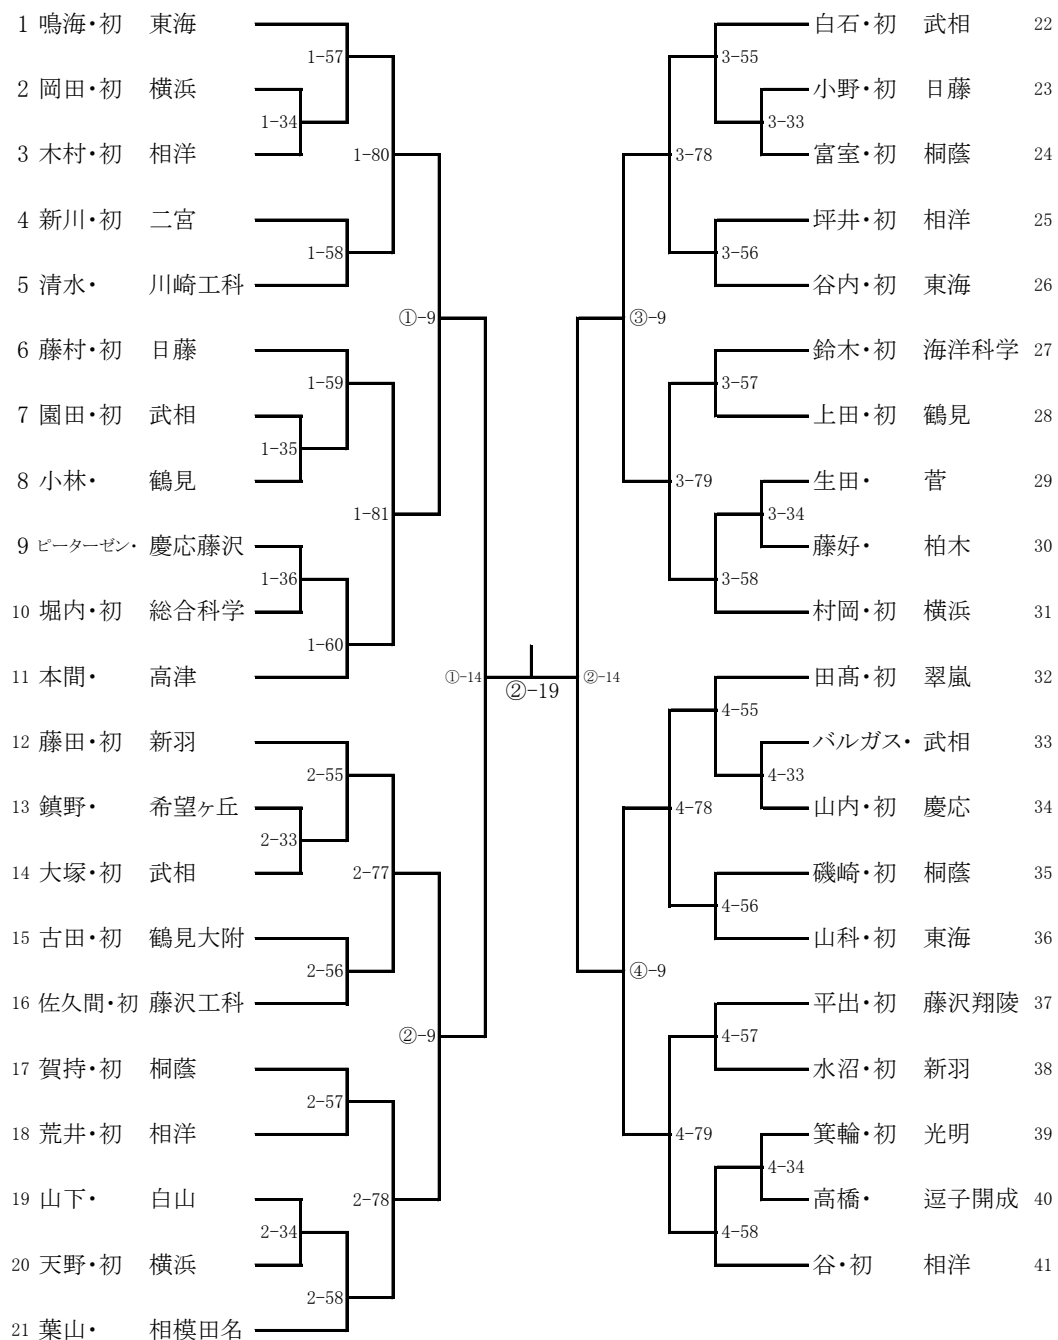 1 鳴海・初 東海
1-57
2 岡田・初 横浜
1-34
3 木村・初 相洋
1-80
4 新川・初 二宮
1-58
5 清水・ 川崎工科
①-9
6 藤村・初 日藤
1-59
7 園田・初 武相
1-35
8 小林・ 鶴見
1-81
9 ピーターゼン・ 慶応藤沢
1-36
10 堀内・初 総合科学
1-60
11 本間・ 高津
①-14
②-19
12 藤田・初 新羽
2-55
13 鎮野・ 希望ヶ丘
2-33
14 大塚・初 武相
2-77
15 古田・初 鶴見大附
2-56
16 佐久間・初 藤沢工科
②-9
17 賀持・初 桐蔭
2-57
18 荒井・初 相洋
2-78
19 山下・ 白山
2-34
20 天野・初 横浜
2-58
21 葉山・ 相模田名
白石・初 武相 22
3-55
小野・初 日藤 23
3-33
富室・初 桐蔭 24
3-78
坪井・初 相洋 25
3-56
谷内・初 東海 26
③-9
鈴木・初 海洋科学 27
3-57
上田・初 鶴見 28
3-79
生田・ 菅 29
3-34
藤好・ 柏木 30
3-58
村岡・初 横浜 31
②-14
田髙・初 翠嵐 32
4-55
バルガス・ 武相 33
4-33
山内・初 慶応 34
4-78
磯崎・初 桐蔭 35
4-56
山科・初 東海 36
④-9
平出・初 藤沢翔陵 37
4-57
水沼・初 新羽 38
4-79
箕輪・初 光明 39
4-34
高橋・ 逗子開成 40
4-58
谷・初 相洋 41